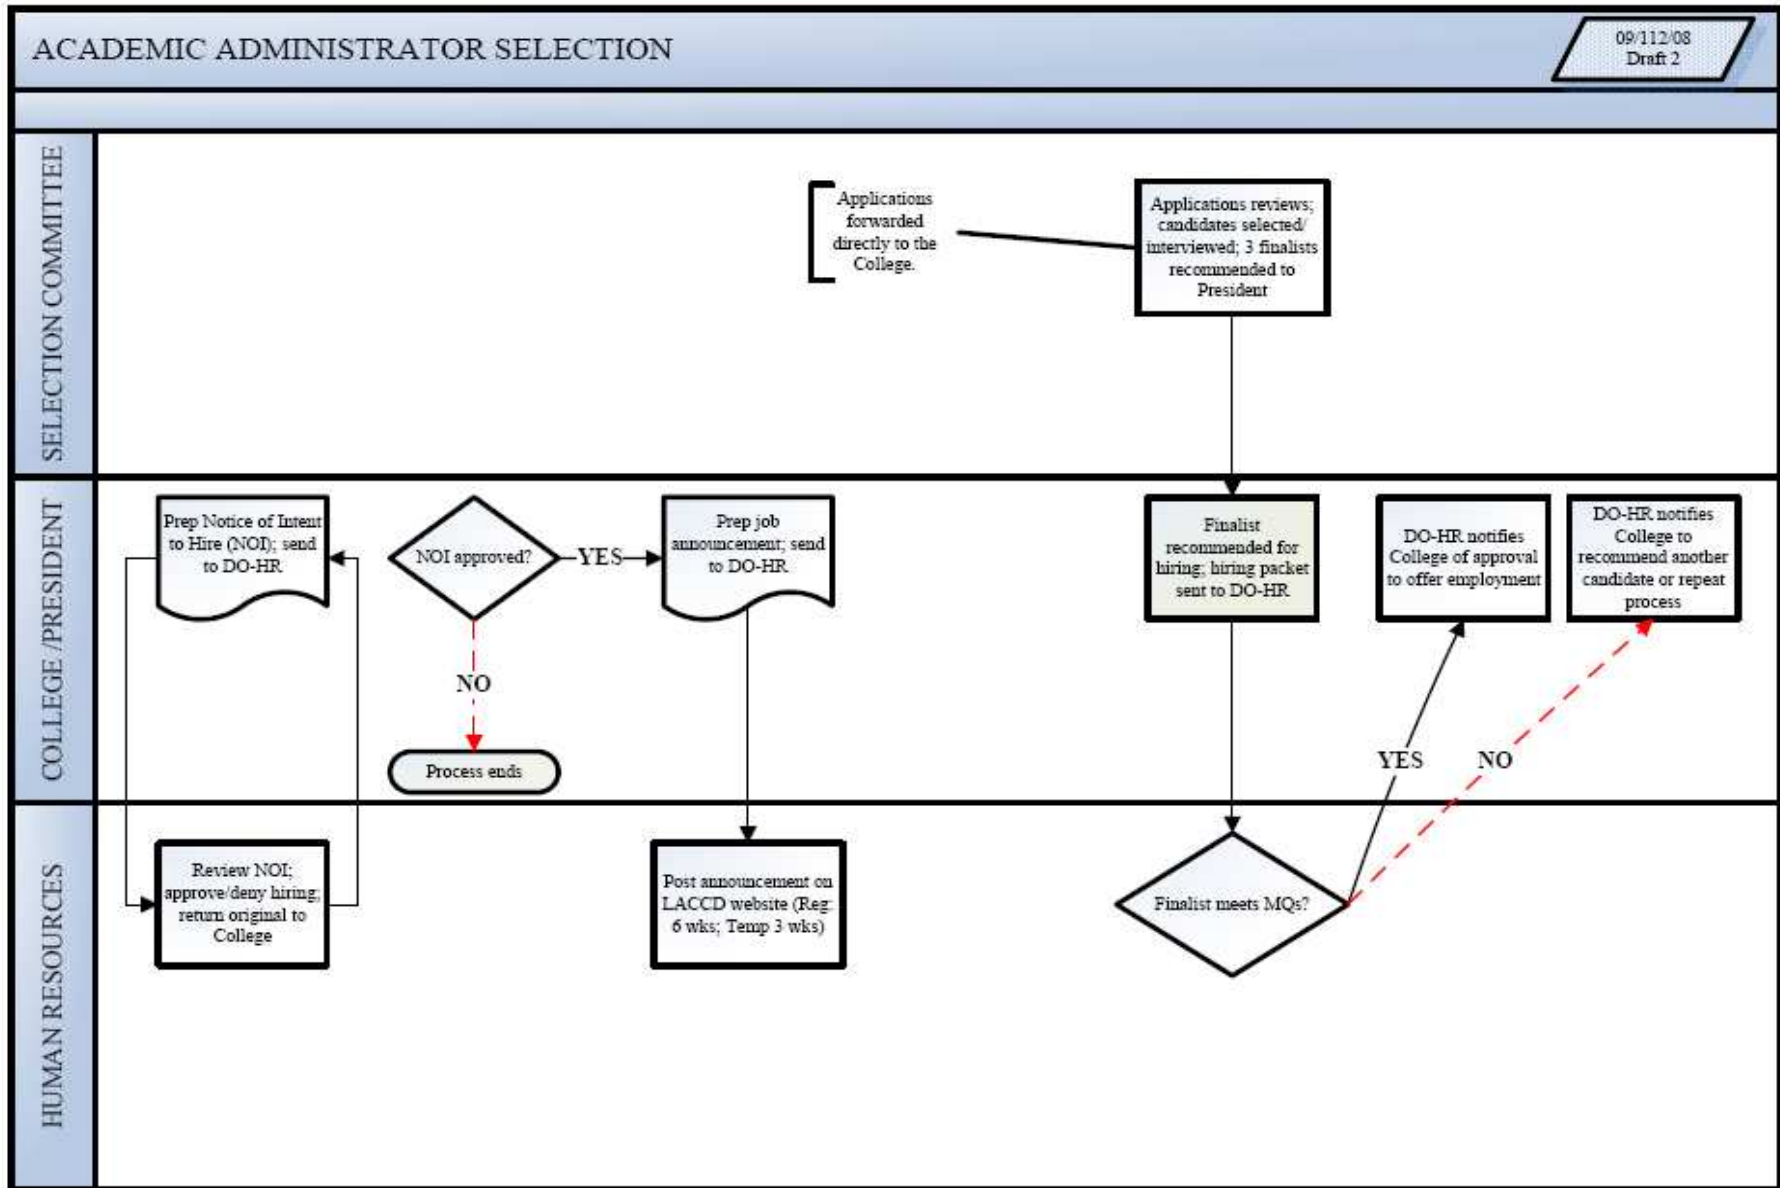 ACADEMIC ADMINISTRATOR SELECTION
09/112/08
Draft 2
SELECTION COMMITTEE
Applications
forwarded
directly to the
College.
Applications reviews;
candidates selected/
interviewed; 3 finalists
recommended to
President
COLLEGE /PRESIDENT
Prep Notice of Intent
to Hire (NOI); send
to DO-HR
NOI approved?
YES
NO
Process ends
Prep job
announcement; send
to DO-HR
Finalist
recommended for
hiring; hiring packet
sent to DO-HR
DO-HR notifies
College of approval
to offer employment
DO-HR notifies
College to
recommend another
candidate or repeat
process
YES
NO
HUMAN RESOURCES
Review NOI;
approve/deny hiring;
return original to
College
Post announcement on
LACCD website (Reg:
6 wks; Temp 3 wks)
Finalist meets MQs?